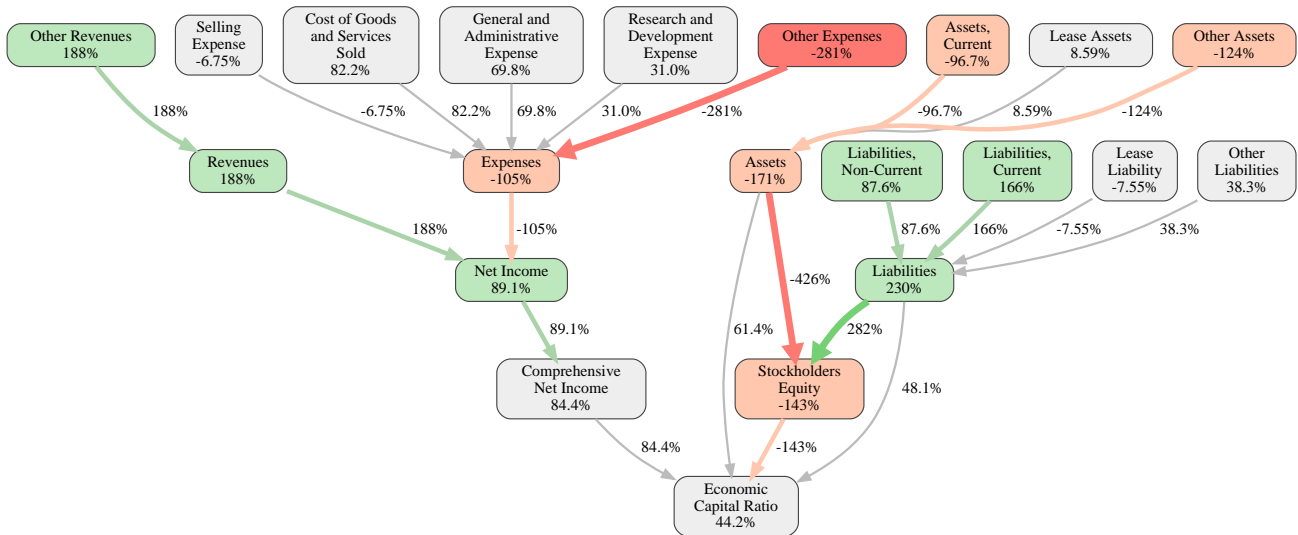 Other Revenues
188%
Selling
Expense
-6.75%
Cost of Goods
and Services
Sold
82.2%
General and
Administrative
Expense
69.8%
Research and
Development
Expense
31.0%
Other Expenses
-281%
Assets,
Current
-96.7%
Lease Assets
8.59%
Other Assets
-124%
188%
-6.75%
82.2%
69.8%
31.0%
-281%
-96.7%
8.59%
-124%
Revenues
188%
Expenses
-105%
Assets
-171%
Liabilities,
Non-Current
87.6%
Liabilities,
Current
166%
Lease
Liability
-7.55%
Other
Liabilities
38.3%
188%
-105%
87.6%
166%
-7.55%
38.3%
Net Income
89.1%
Liabilities
230%
-426%
89.1%
61.4%
282%
48.1%
Comprehensive
Net Income
84.4%
Stockholders
Equity
-143%
84.4%
-143%
Economic
Capital Ratio
44.2%